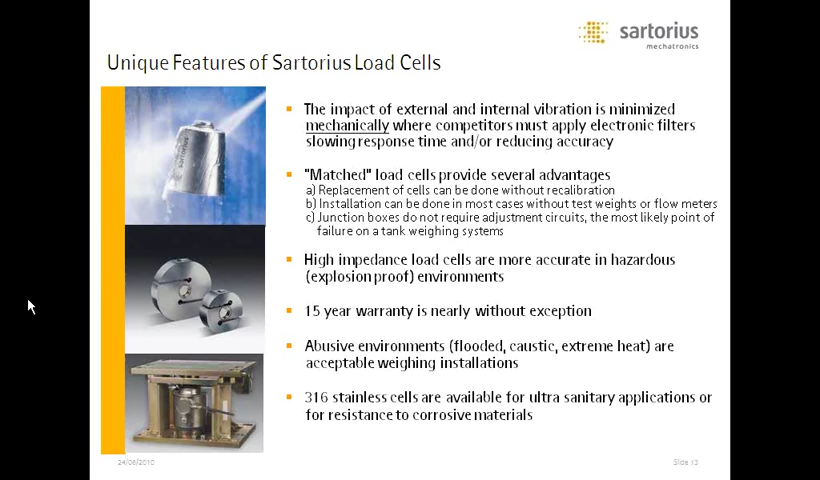 sartorius
mechatronics
Unique Features of Sartorius Load Cells
sartorius
The impact of external and internal vibration is minimized
mechanically where competitors must apply electronic filters
slowing response time and/or reducing accuracy
"Matched" load cells provide several advantages
a) Replacement of cells can be done without recalibration
b) Installation can be done in most cases without test weights or flow meters
c) Junction boxes do not require adjustment circuits, the most likely point of
failure on a tank weighing systems
High impedance load cells are more accurate in hazardous
(explosion proof) environments
15 year warranty is nearly without exception
Abusive environments (flooded, caustic, extreme heat) are
acceptable weighing installations
316 stainless cells are available for ultra sanitary applications or
for resistance to corrosive materials
24/06/2010
Slide 13